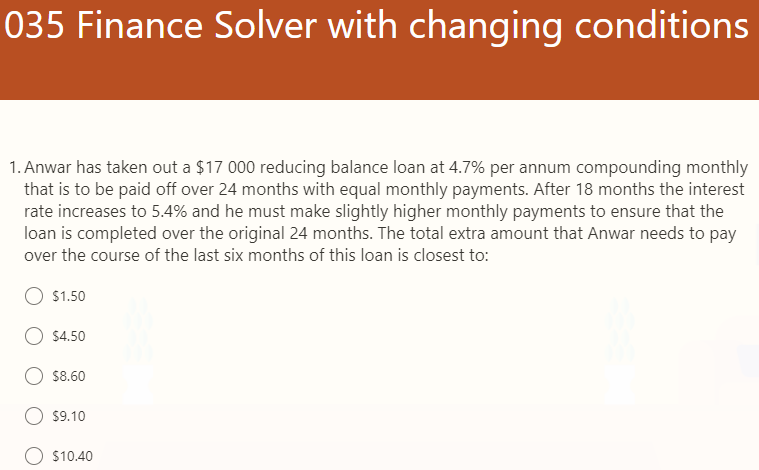 035 Finance Solver with changing conditions
1. Anwar has taken out a $17 000 reducing balance loan at 4.7% per annum compounding monthly
that is to be paid off over 24 months with equal monthly payments. After 18 months the interest
rate increases to 5.4% and he must make slightly higher monthly payments to ensure that the
loan is completed over the original 24 months. The total extra amount that Anwar needs to pay
over the course of the last six months of this loan is closest to:
$1.50
$4.50
$8.60
$9.10
$10.40